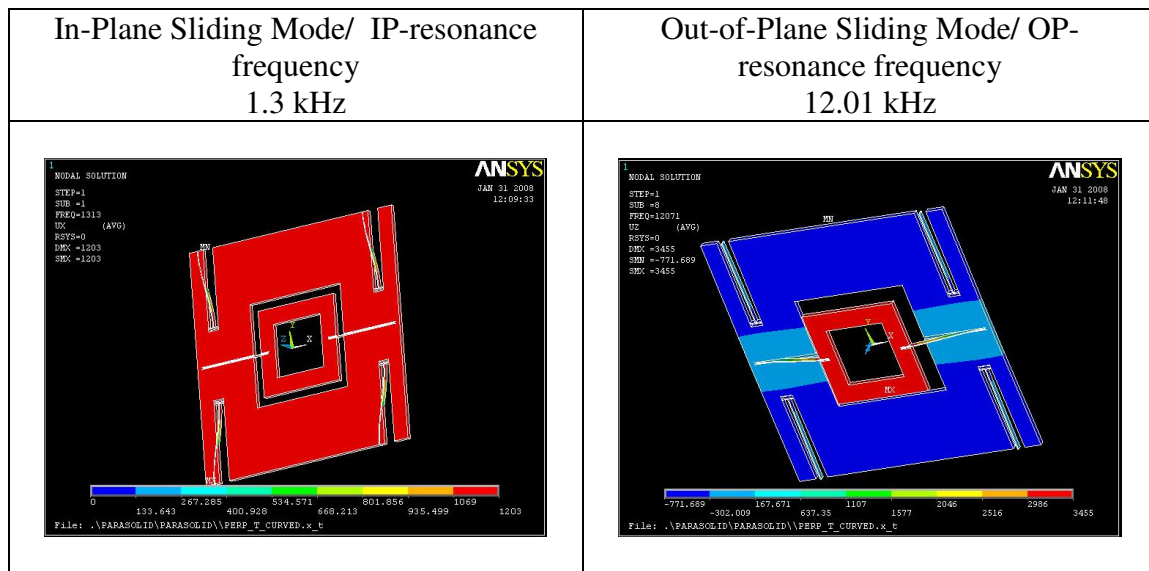 In-Plane Sliding Mode/ IP-resonance
frequency
1.3 kHz
Out-of-Plane Sliding Mode/ OP-
resonance frequency
12.01 kHz
1
ANSYS
NODAL SOLUTION
JAN 31 2008
12:09:33
STEP=1
SUB =1
FREQ=1313
UX (AVG)
RSYS=0
DMX =1203
SMX =1203
MN
Y
X
0 267.285 534.571 801.856 1069
133.643 400.928 668.213 935.499 1203
File: .\PARASOLID\PARASOLID\\PERP_T_CURVED.x_t
1
ANSYS
NODAL SOLUTION
JAN 31 2008
12:11:48
STEP=1
SUB =8
FREQ=12071
UZ (AVG)
RSYS=0
DMX =3455
SMN =-771.689
SMX =3455
MN
X
MX
-771.689 167.671 1107 2046 2986
-302.009 637.35 1577 2516 3455
File: .\PARASOLID\PARASOLID\\PERP_T_CURVED.x_t